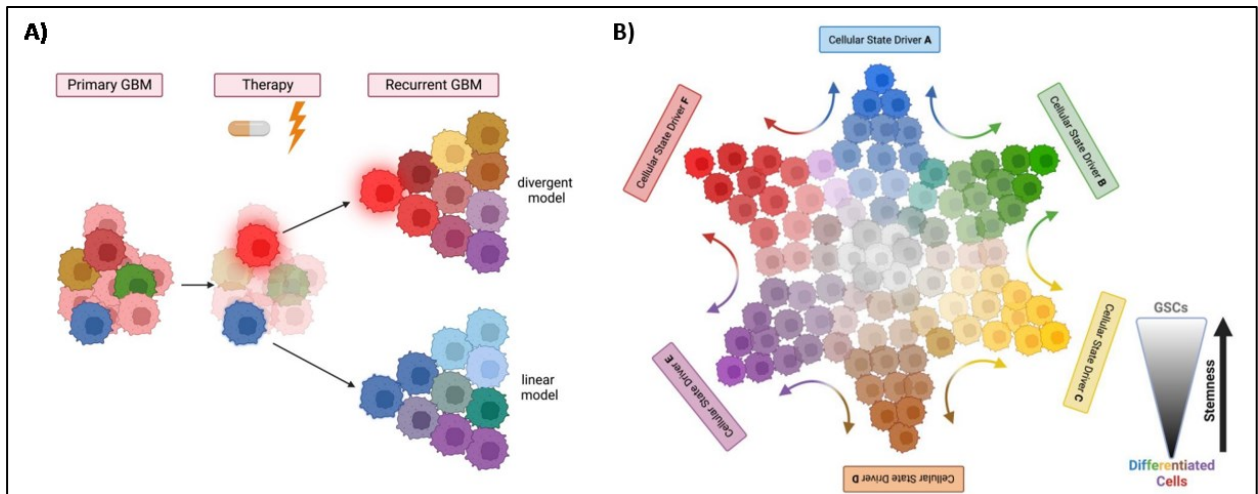 A)
Primary GBM
Therapy
Recurrent GBM
divergent
model
linear
model
B)
Cellular State Driver A
Cellular State Driver B
Cellular State Driver C
Cellular State Driver D
Cellular State Driver E
Cellular State Driver F
GSCs
Stemness
Differentiated
Cells